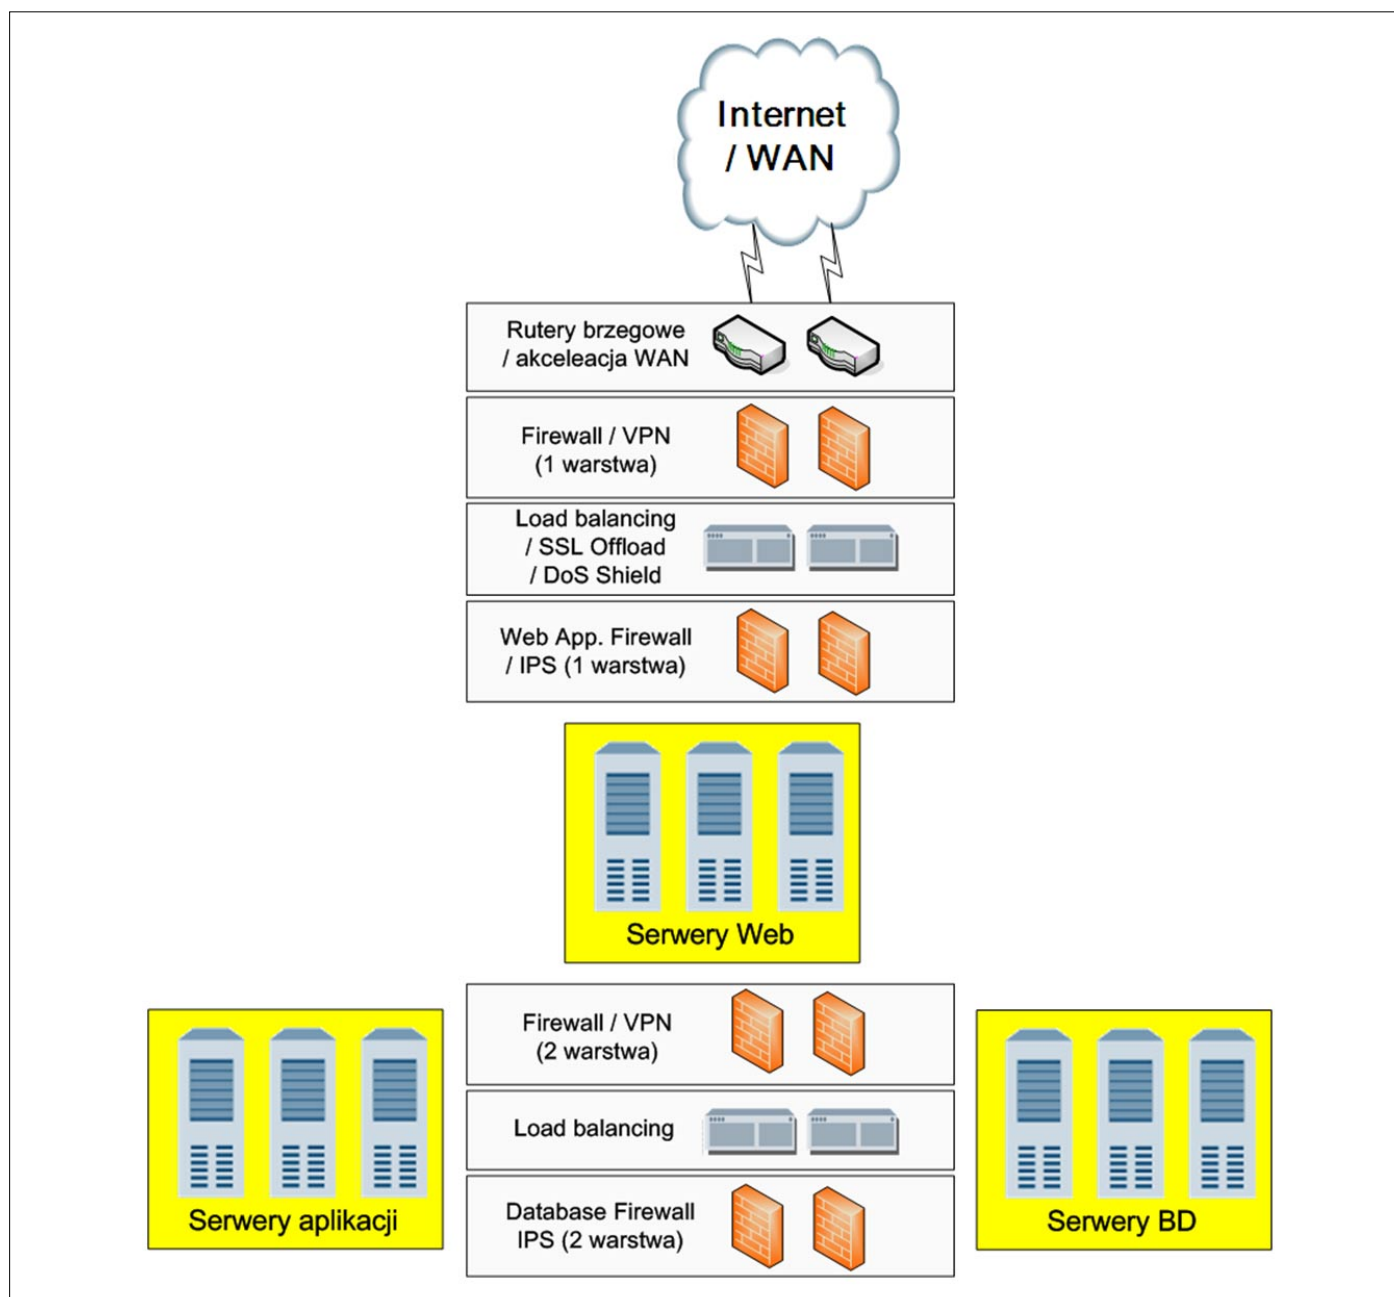 Internet
/ WAN
Rutery brzegowe
/ akceleacja WAN
Firewall / VPN
(1 warstwa)
Load balancing
/ SSL Offload
/ DoS Shield
Web App. Firewall
/ IPS (1 warstwa)
Serwery Web
Firewall / VPN
(2 warstwa)
Load balancing
Database Firewall
IPS (2 warstwa)
Serwery aplikacji
Serwery BD